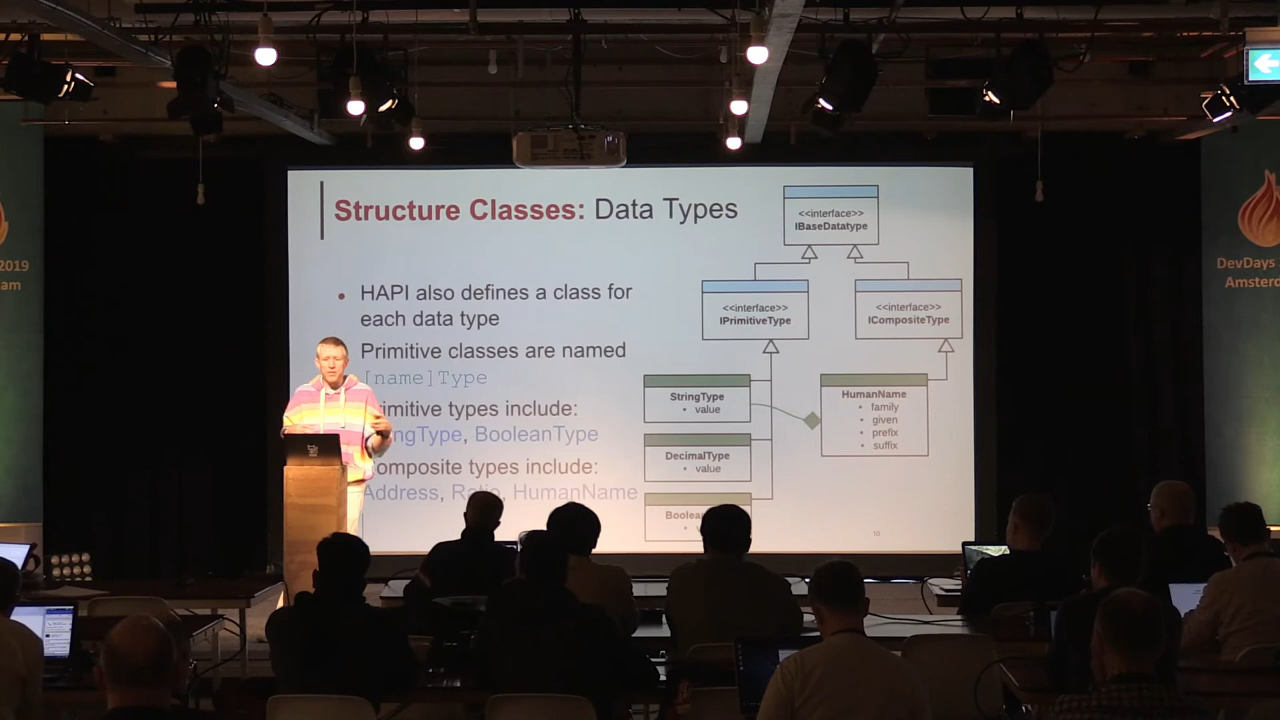 Structure Classes: Data Types
• HAPI also defines a class for
each data type
Primitive classes are named
[name]Type
imitive types include:
ngType, BooleanType
omposite types include:
Address, Ratio, HumanName
<<interface>>
IBaseDatatype
<<interface>>
IPrimitiveType
<<interface>>
ICompositeType
StringType
• value
DecimalType
• value
Boolea
HumanName
• family
• given
• prefix
• suffix
10
2019
am
DevDays
Amsterd